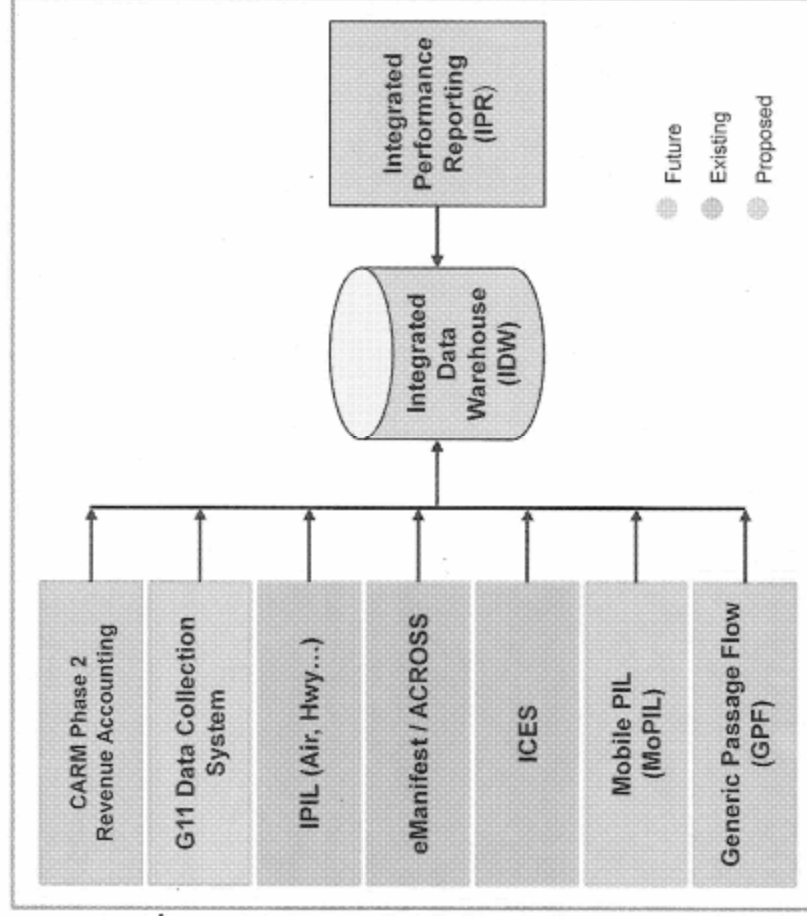 CARM Phase 2
Revenue Accounting
G11 Data Collection
System
IPIL (Air, Hwy...)
eManifest / ACROSS
ICES
Mobile PIL
(MoPIL)
Generic Passage Flow
(GPF)
Integrated
Data
Warehouse
(IDW)
Integrated
Performance
Reporting
(IPR)
Future
Existing
Proposed